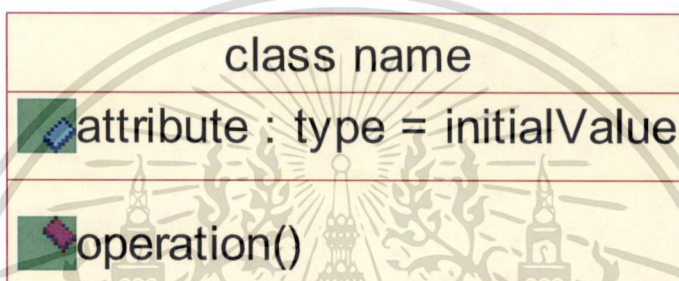 class name
attribute : type = initialValue
operation()